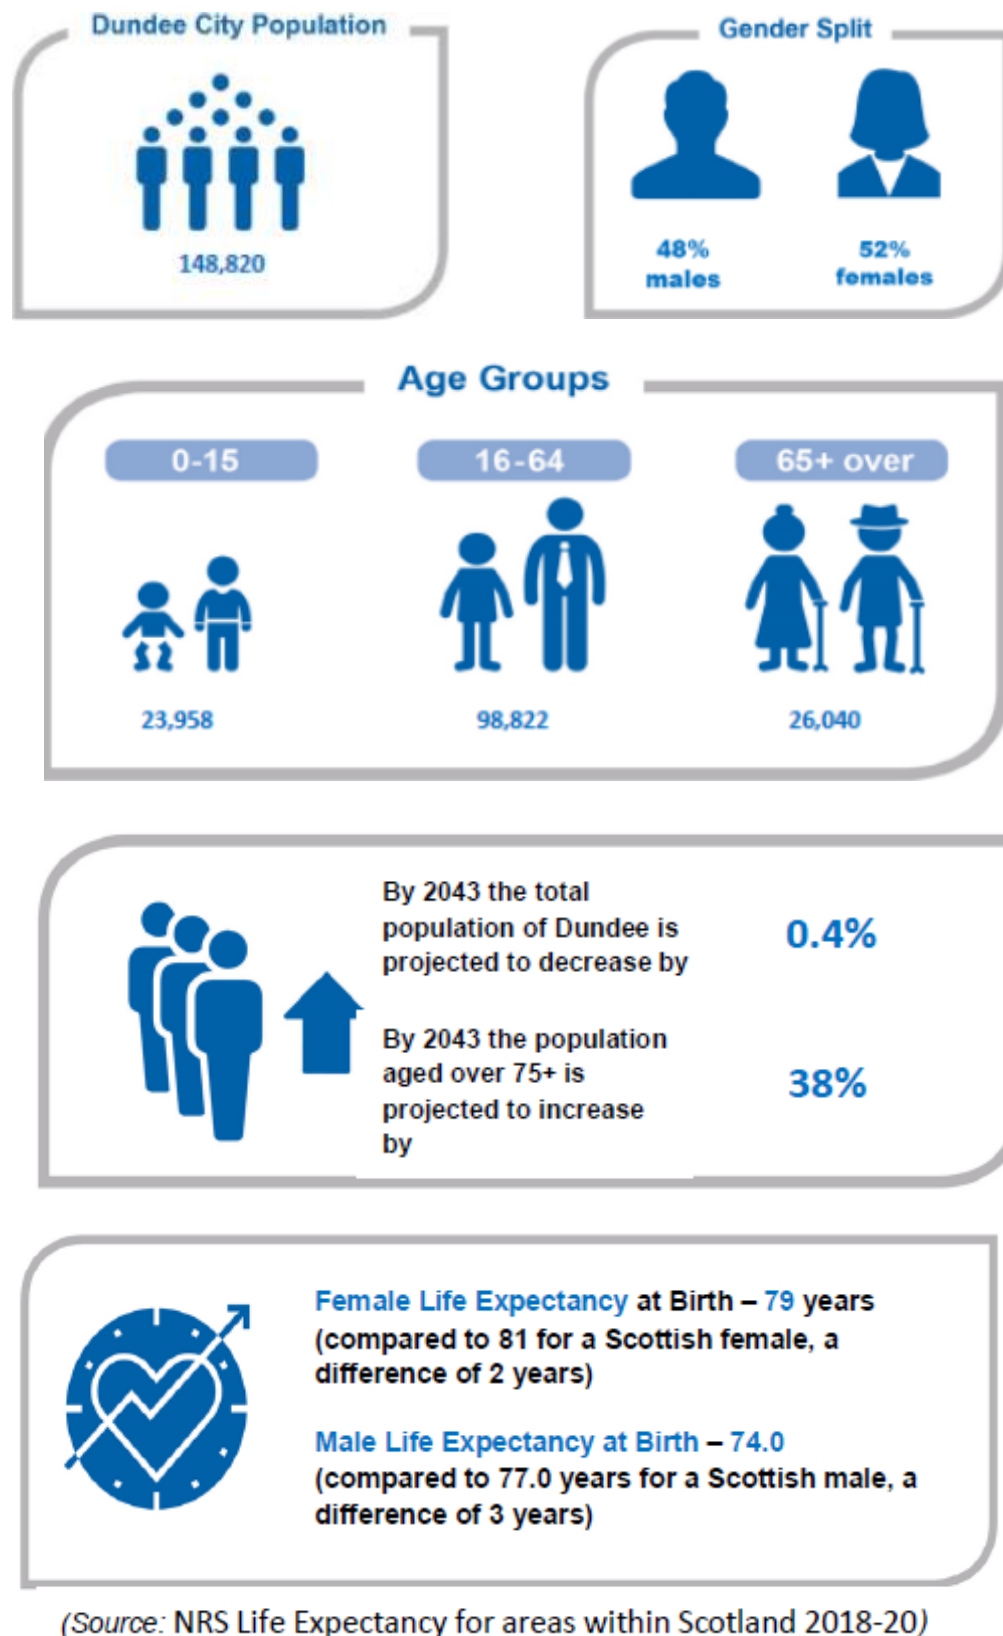 Dundee City Population
148,820
Gender Split
48%
males
52%
females
Age Groups
0-15
16-64
65+ over
23,958
98,822
26,040
By 2043 the total
population of Dundee is
projected to decrease by
0.4%
By 2043 the population
aged over 75+ is
projected to increase
by
38%
Female Life Expectancy at Birth – 79 years
(compared to 81 for a Scottish female, a
difference of 2 years)
Male Life Expectancy at Birth – 74.0
(compared to 77.0 years for a Scottish male, a
difference of 3 years)
(Source: NRS Life Expectancy for areas within Scotland 2018-20)